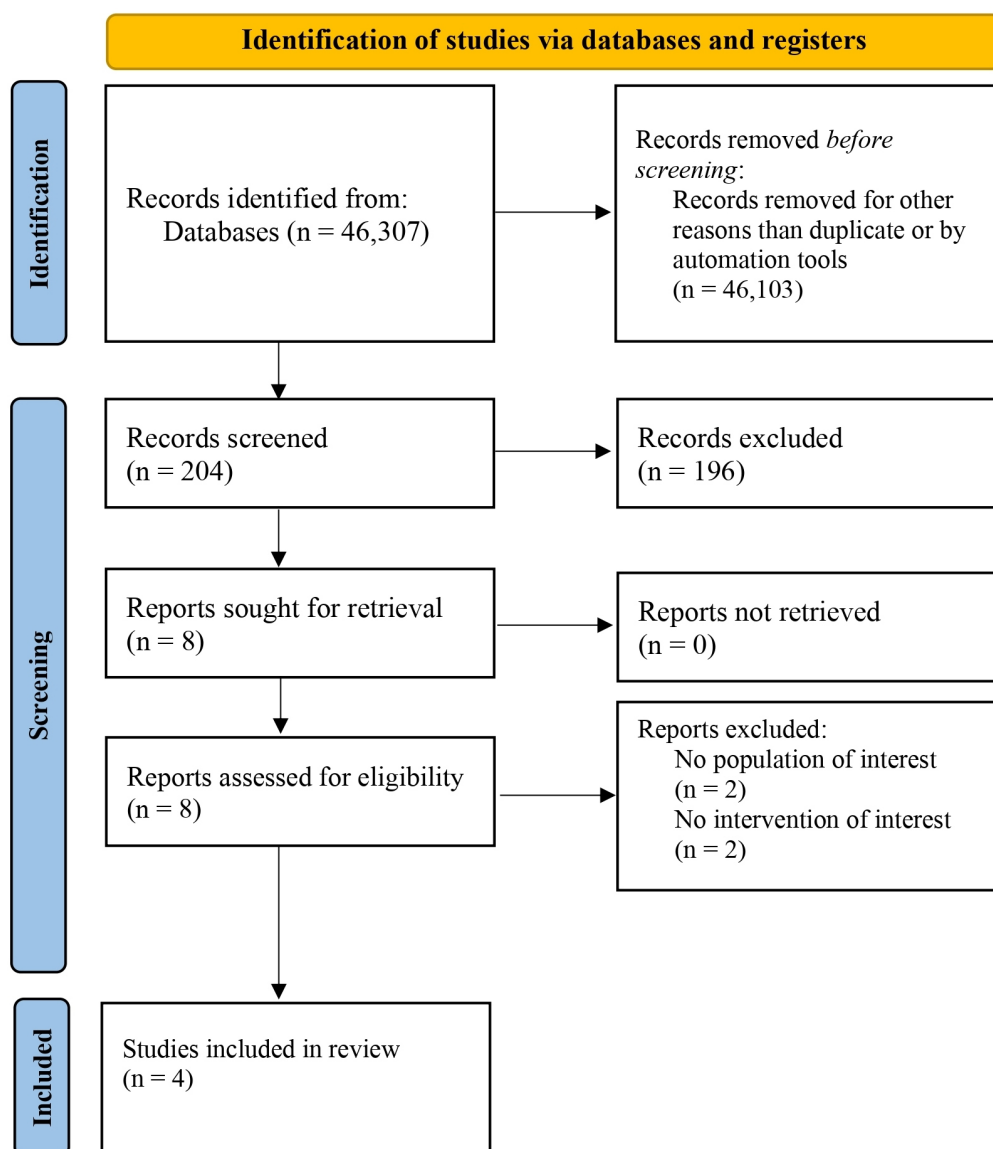 Identification of studies via databases and registers
Identification
Records identified from:
Databases (n = 46,307)
Records removed before
screening:
Records removed for other
reasons than duplicate or by
automation tools
(n = 46,103)
Screening
Records screened
(n = 204)
Records excluded
(n = 196)
Reports sought for retrieval
(n = 8)
Reports not retrieved
(n = 0)
Reports assessed for eligibility
(n = 8)
Reports excluded:
No population of interest
(n = 2)
No intervention of interest
(n = 2)
Included
Studies included in review
(n = 4)